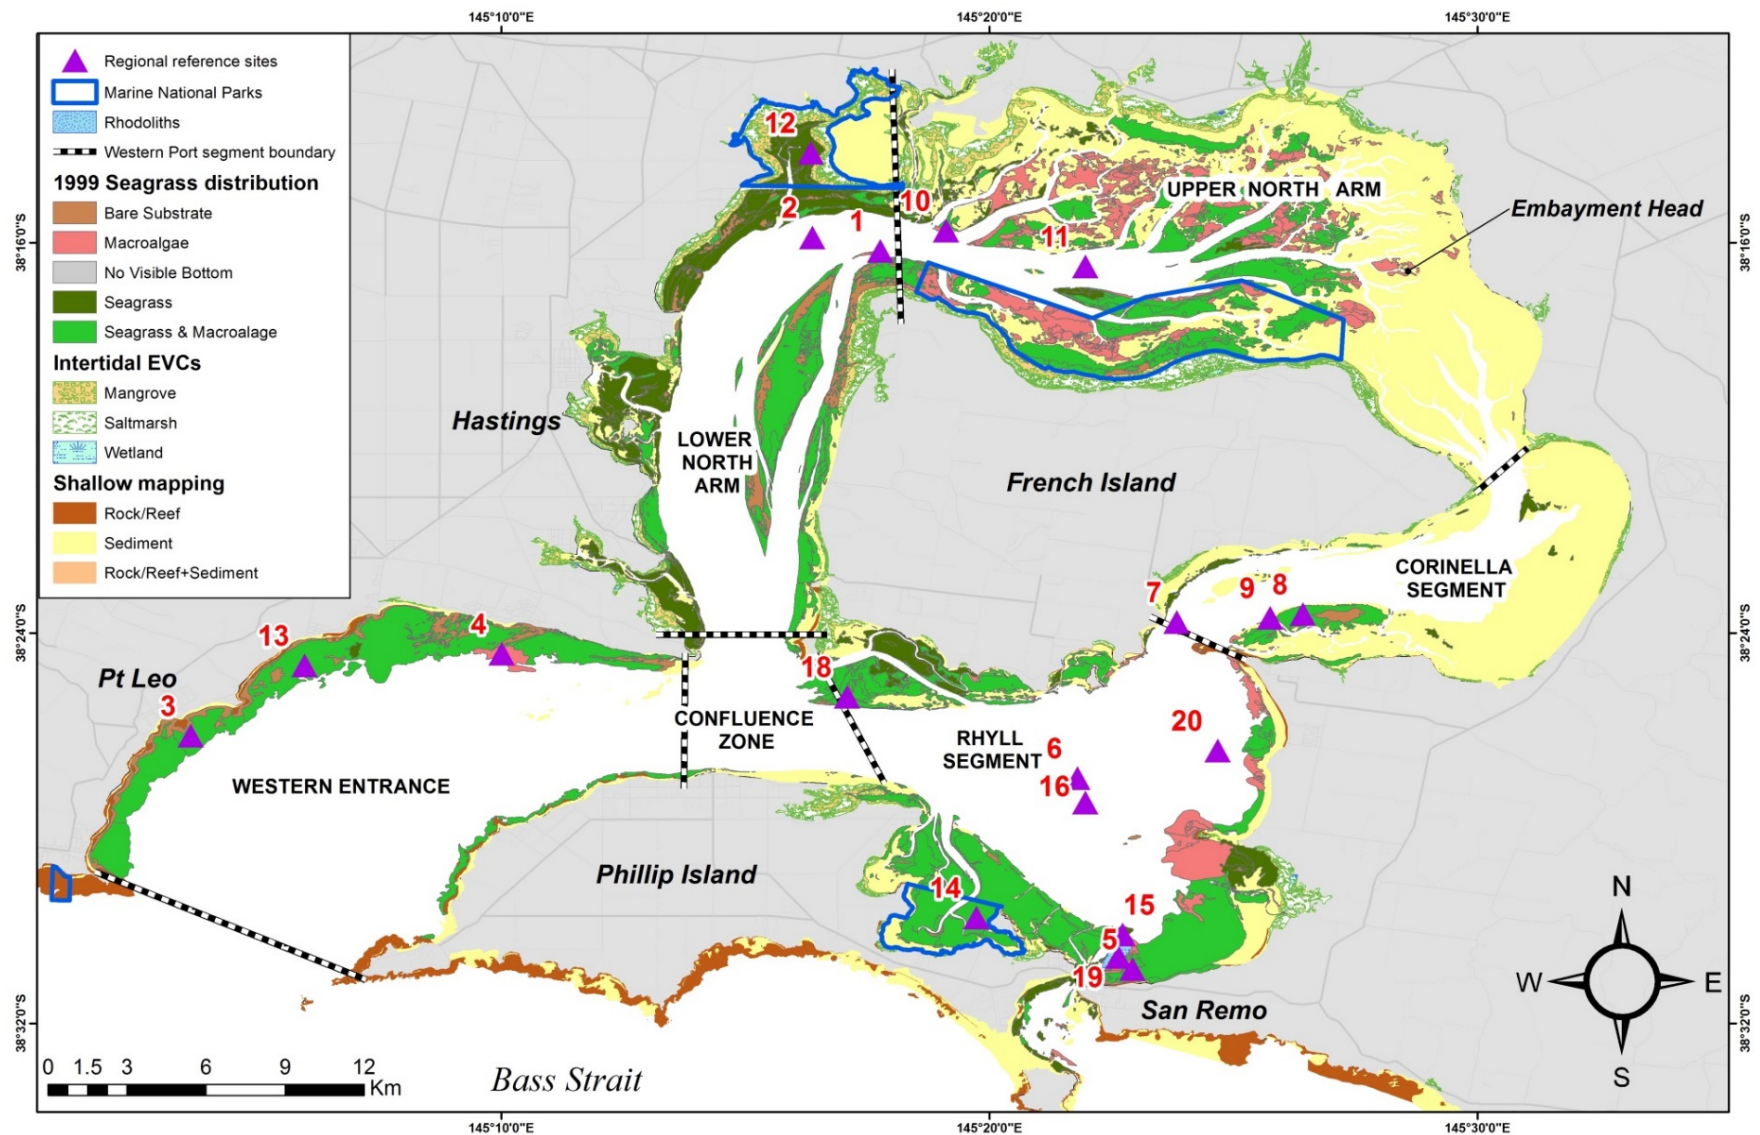 145°10'0"E
145°20'0"E
145°30'0"E
Regional reference sites
Marine National Parks
Rhodoliths
Western Port segment boundary
1999 Seagrass distribution
Bare Substrate
Macroalgae
No Visible Bottom
Seagrass
Seagrass & Macroalage
Intertidal EVCs
Mangrove
Saltmarsh
Wetland
Shallow mapping
Rock/Reef
Sediment
Rock/Reef+Sediment
38°16'0"S
38°16'0"S
12
2
1
10
11
UPPER NORTH ARM
Embayment Head
Hastings
LOWER
NORTH
ARM
French Island
CORINELLA
SEGMENT
7
9
8
38°24'0"S
38°24'0"S
13
4
Pt Leo
3
18
CONFLUENCE
ZONE
RHYLL
SEGMENT
6
16
20
WESTERN ENTRANCE
Phillip Island
14
15
5
19
San Remo
N
W
E
S
38°32'0"S
38°32'0"S
0 1.5 3 6 9 12
Km
Bass Strait
145°10'0"E
145°20'0"E
145°30'0"E